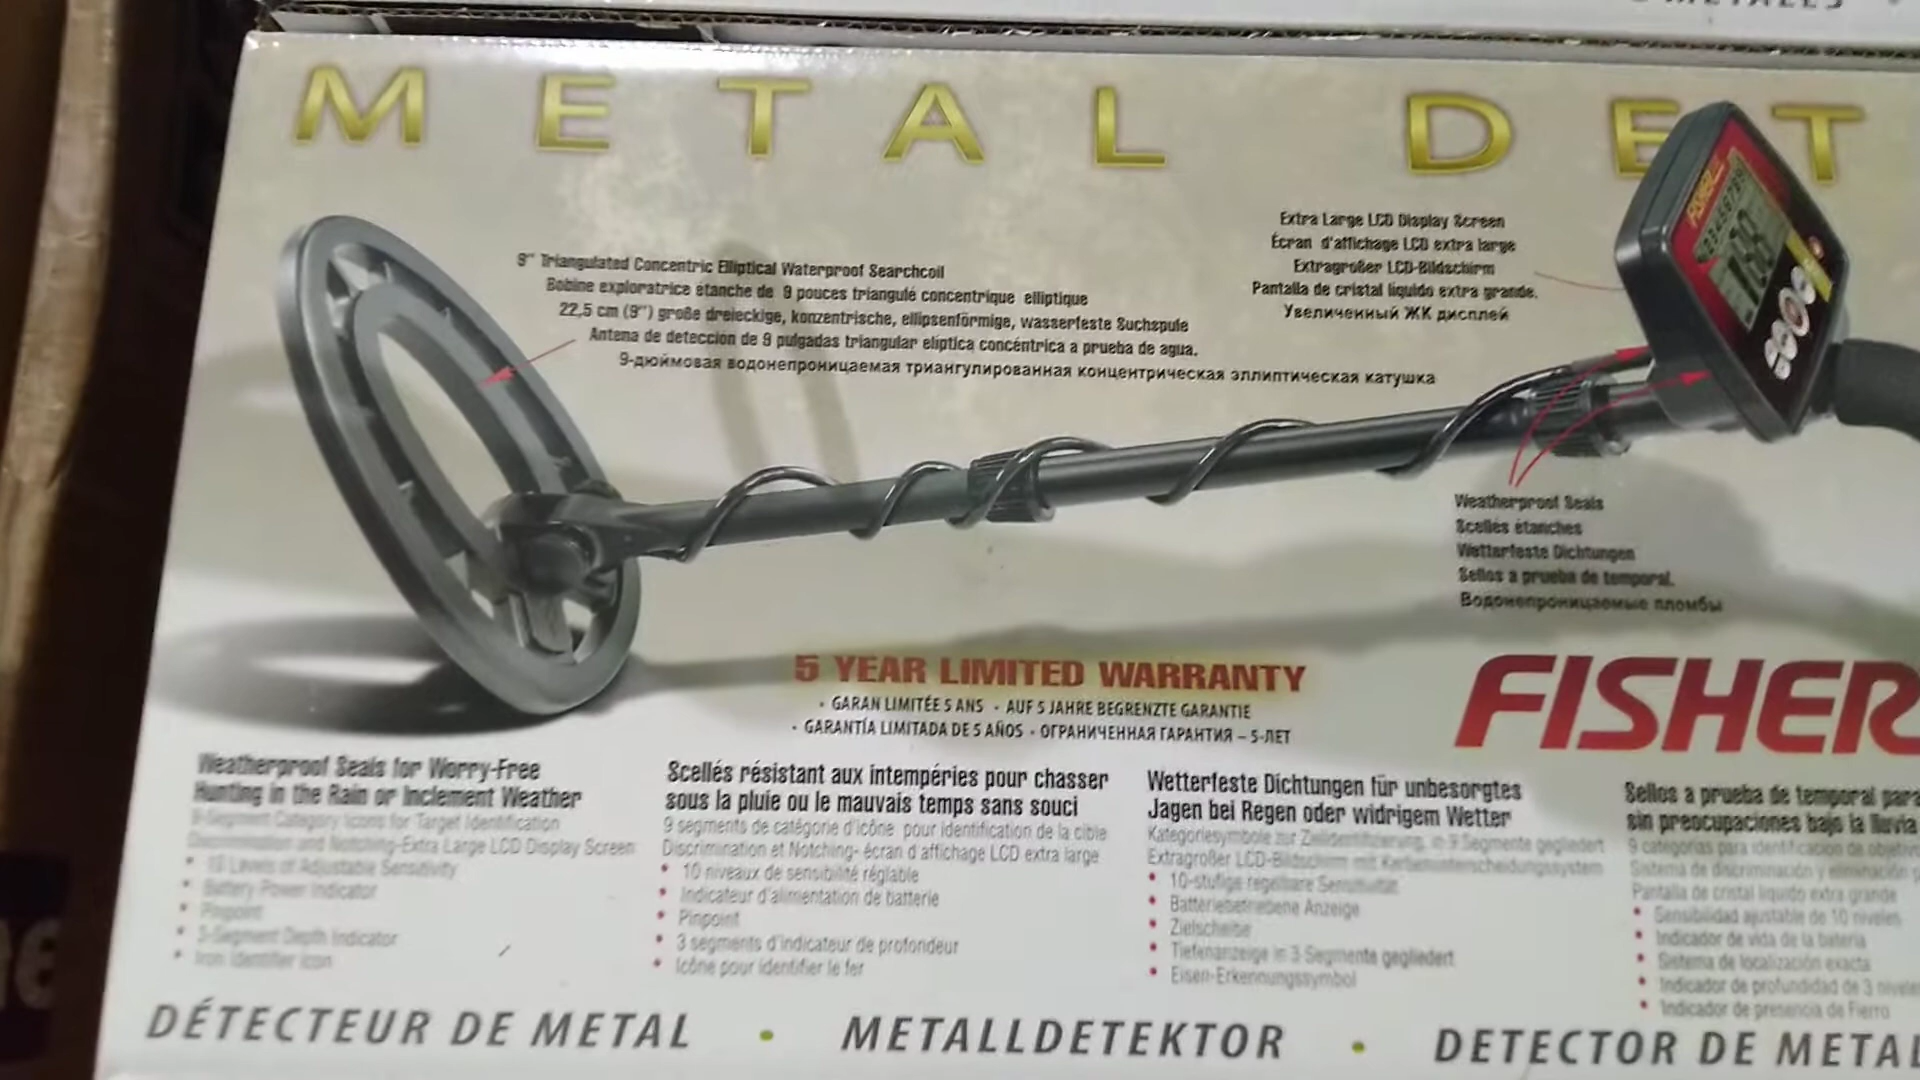 METAL DET
9" Triangulated Concentric Elliptical Waterproof Searchcoil
Bobine exploratrice étanche de 9 pouces triangulé concentrique elliptique
22,5 cm (9") große dreieckige, konzentrische, ellipsenförmige, wasserfeste Suchspule
Antena de deteccion de 9 pulgadas triangular eliptica concéntrica a prueba de agua.
9-дюймовая водонепроницаемая триангулированная концентрическая эллиптическая катушка
Extra Large LCD Display Screen
Écran d'affichage LCD extra large
Extragroßer LCD-Bildschirm
Pantalla de cristal liquido extra grande.
Увеличенный ЖК дисплей
Weatherproof Seals
Scellés étanches
Wetterfeste Dichtungen
Sellos a prueba de temporal.
Водонепроницаемые пломбы
5 YEAR LIMITED WARRANTY
• GARAN LIMITÉE 5 ANS • AUF 5 JAHRE BEGRENZTE GARANTIE
• GARANTÍA LIMITADA DE 5 AÑOS • ОГРАНИЧЕННАЯ ГАРАНТИЯ – 5-ЛЕТ
FISHER
Weatherproof Seals for Worry-Free
Hunting in the Rain or Inclement Weather
9-Segment Category Icons for Target Identification
Discrimination and Notching-Extra Large LCD Display Screen
• 10 Levels of Adjustable Sensitivity
• Battery Power Indicator
• Pinpoint
• 3-Segment Depth Indicator
• Iron Identifier Icon
Scellés résistant aux intempéries pour chasser
sous la pluie ou le mauvais temps sans souci
9 segments de catégorie d'icône pour identification de la cible
Discrimination et Notching- écran d'affichage LCD extra large
• 10 niveaux de sensibilité réglable
• Indicateur d'alimentation de batterie
• Pinpoint
• 3 segments d'indicateur de profondeur
• Icône pour identifier le fer
Wetterfeste Dichtungen für unbesorgtes
Jagen bei Regen oder widrigem Wetter
Kategoriesymbole zur Zielidentifizierung, in 9 Segmente gegliedert
Extragroßer LCD-Bildschirm mit
• 10-stufige regelbare Sensitivität
• Batteriebetriebene Anzeige
• Zielscheibe
• Tiefenanzeige in 3 Segmente gegliedert
• Eisen-Erkennungssymbol
Sellos a prueba de temporal para
sin preocupaciones bajo la lluvia
9 categorias para identificacion de
Sistema de discriminación y eliminación
Pantalla de cristal liquido extra grande
• Sensibilidad ajustable de 10 niveles
• Indicador de vida de la bateria
• Sistema de localización exacta
• Indicador de profundidad de 3
• Indicador de presencia de Fierro
DÉTECTEUR DE METAL • METALLDETEKTOR • DETECTOR DE METAL